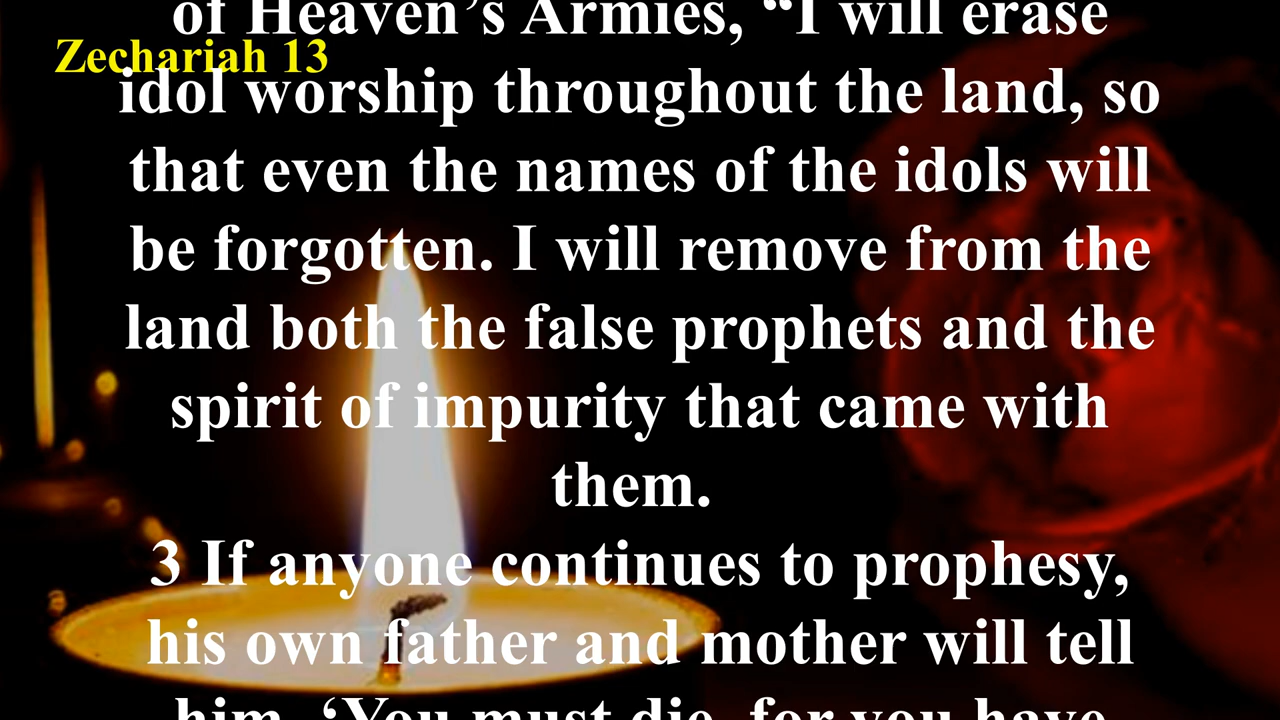 of Heaven’s Armies, “I will erase
Zechariah 13
idol worship throughout the land, so
that even the names of the idols will
be forgotten. I will remove from the
land both the false prophets and the
spirit of impurity that came with
them.
3 If anyone continues to prophesy,
his own father and mother will tell
him, ‘You must die, for you have